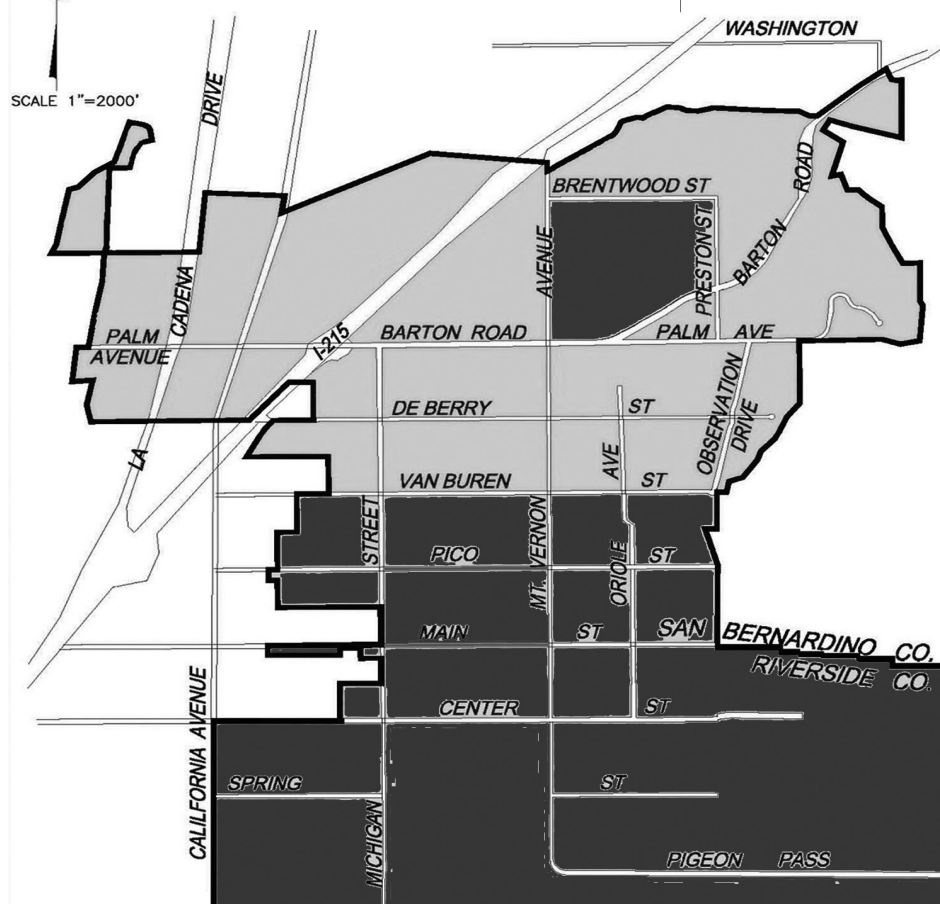 WASHINGTON
SCALE 1"=2000'
DRIVE
ROAD
BRENTWOOD ST
PRESTON ST
BARTON
AVENUE
CADENA
I-215
PALM
AVENUE
BARTON ROAD
PALM AVE
OBSERVATION
DRIVE
DE BERRY ST
LA
AVE
VAN BUREN ST
STREET
MT. VERNON
PICO ST
ORIOLE
MAIN ST
SAN BERNARDINO CO.
RIVERSIDE CO.
CENTER ST
CALILFORNIA AVENUE
SPRING ST
MICHIGAN
PIGEON PASS